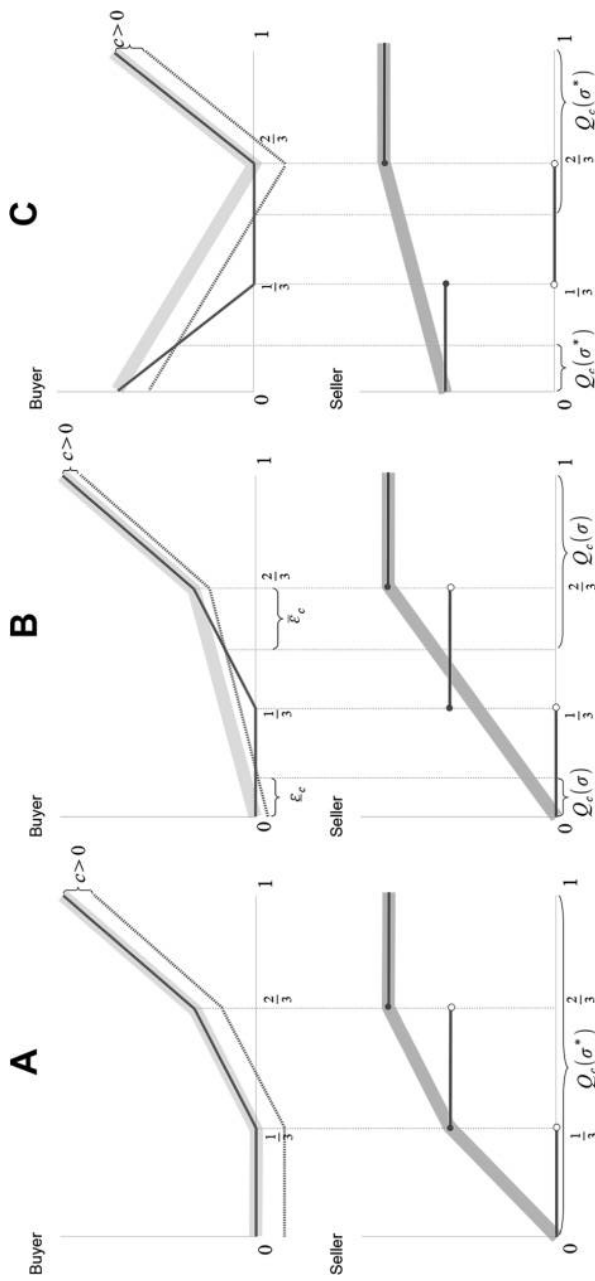 A
Buyer
c > 0
0 1/3 2/3 1
Seller
0 1/3 2/3 1
Q_c(σ*)
B
Buyer
c > 0
0 1/3 2/3 1
ε̲_c ε̄_c
Seller
0 1/3 2/3 1
Q_c(σ) Q_c(σ)
C
Buyer
c > 0
0 1/3 2/3 1
Seller
0 1/3 2/3 1
Q_c(σ*) Q_c(σ*)